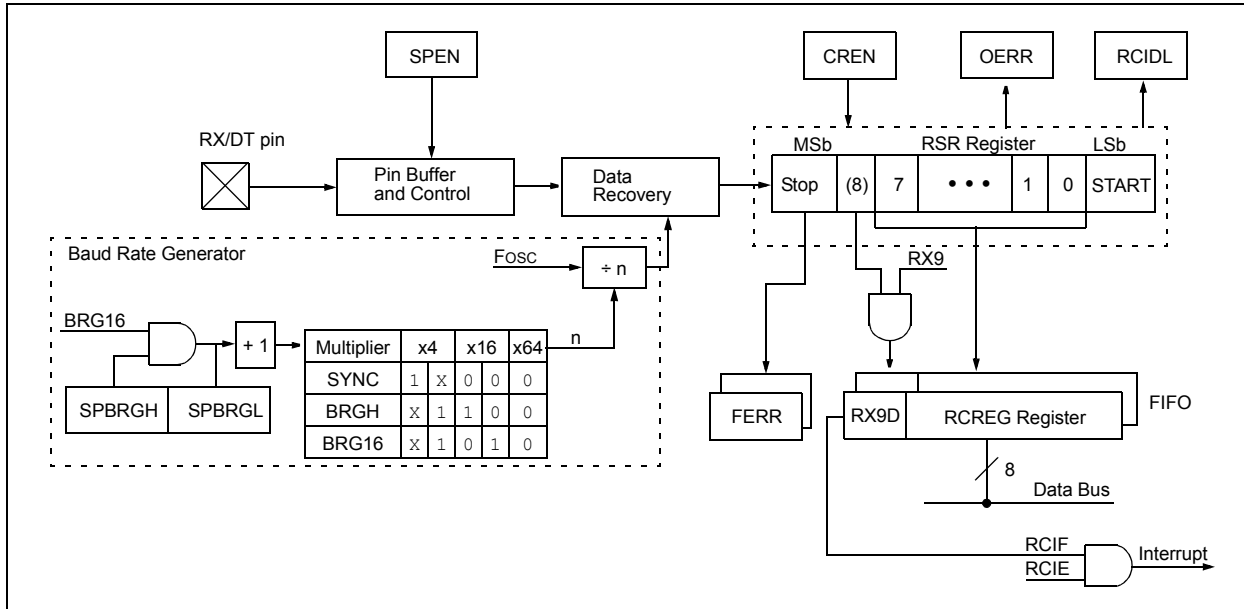 SPEN
CREN
OERR
RCIDL
RX/DT pin
Pin Buffer
and Control
Data
Recovery
MSb
RSR Register
LSb
Stop (8) 7 • • • 1 0 START
Baud Rate Generator
FOSC
÷ n
RX9
BRG16
+ 1
n
SPBRGH SPBRGL
Multiplier x4 x16 x64
SYNC 1 X 0 0 0
BRGH X 1 1 0 0
BRG16 X 1 0 1 0
FERR
RX9D RCREG Register
FIFO
8
Data Bus
RCIF
RCIE
Interrupt